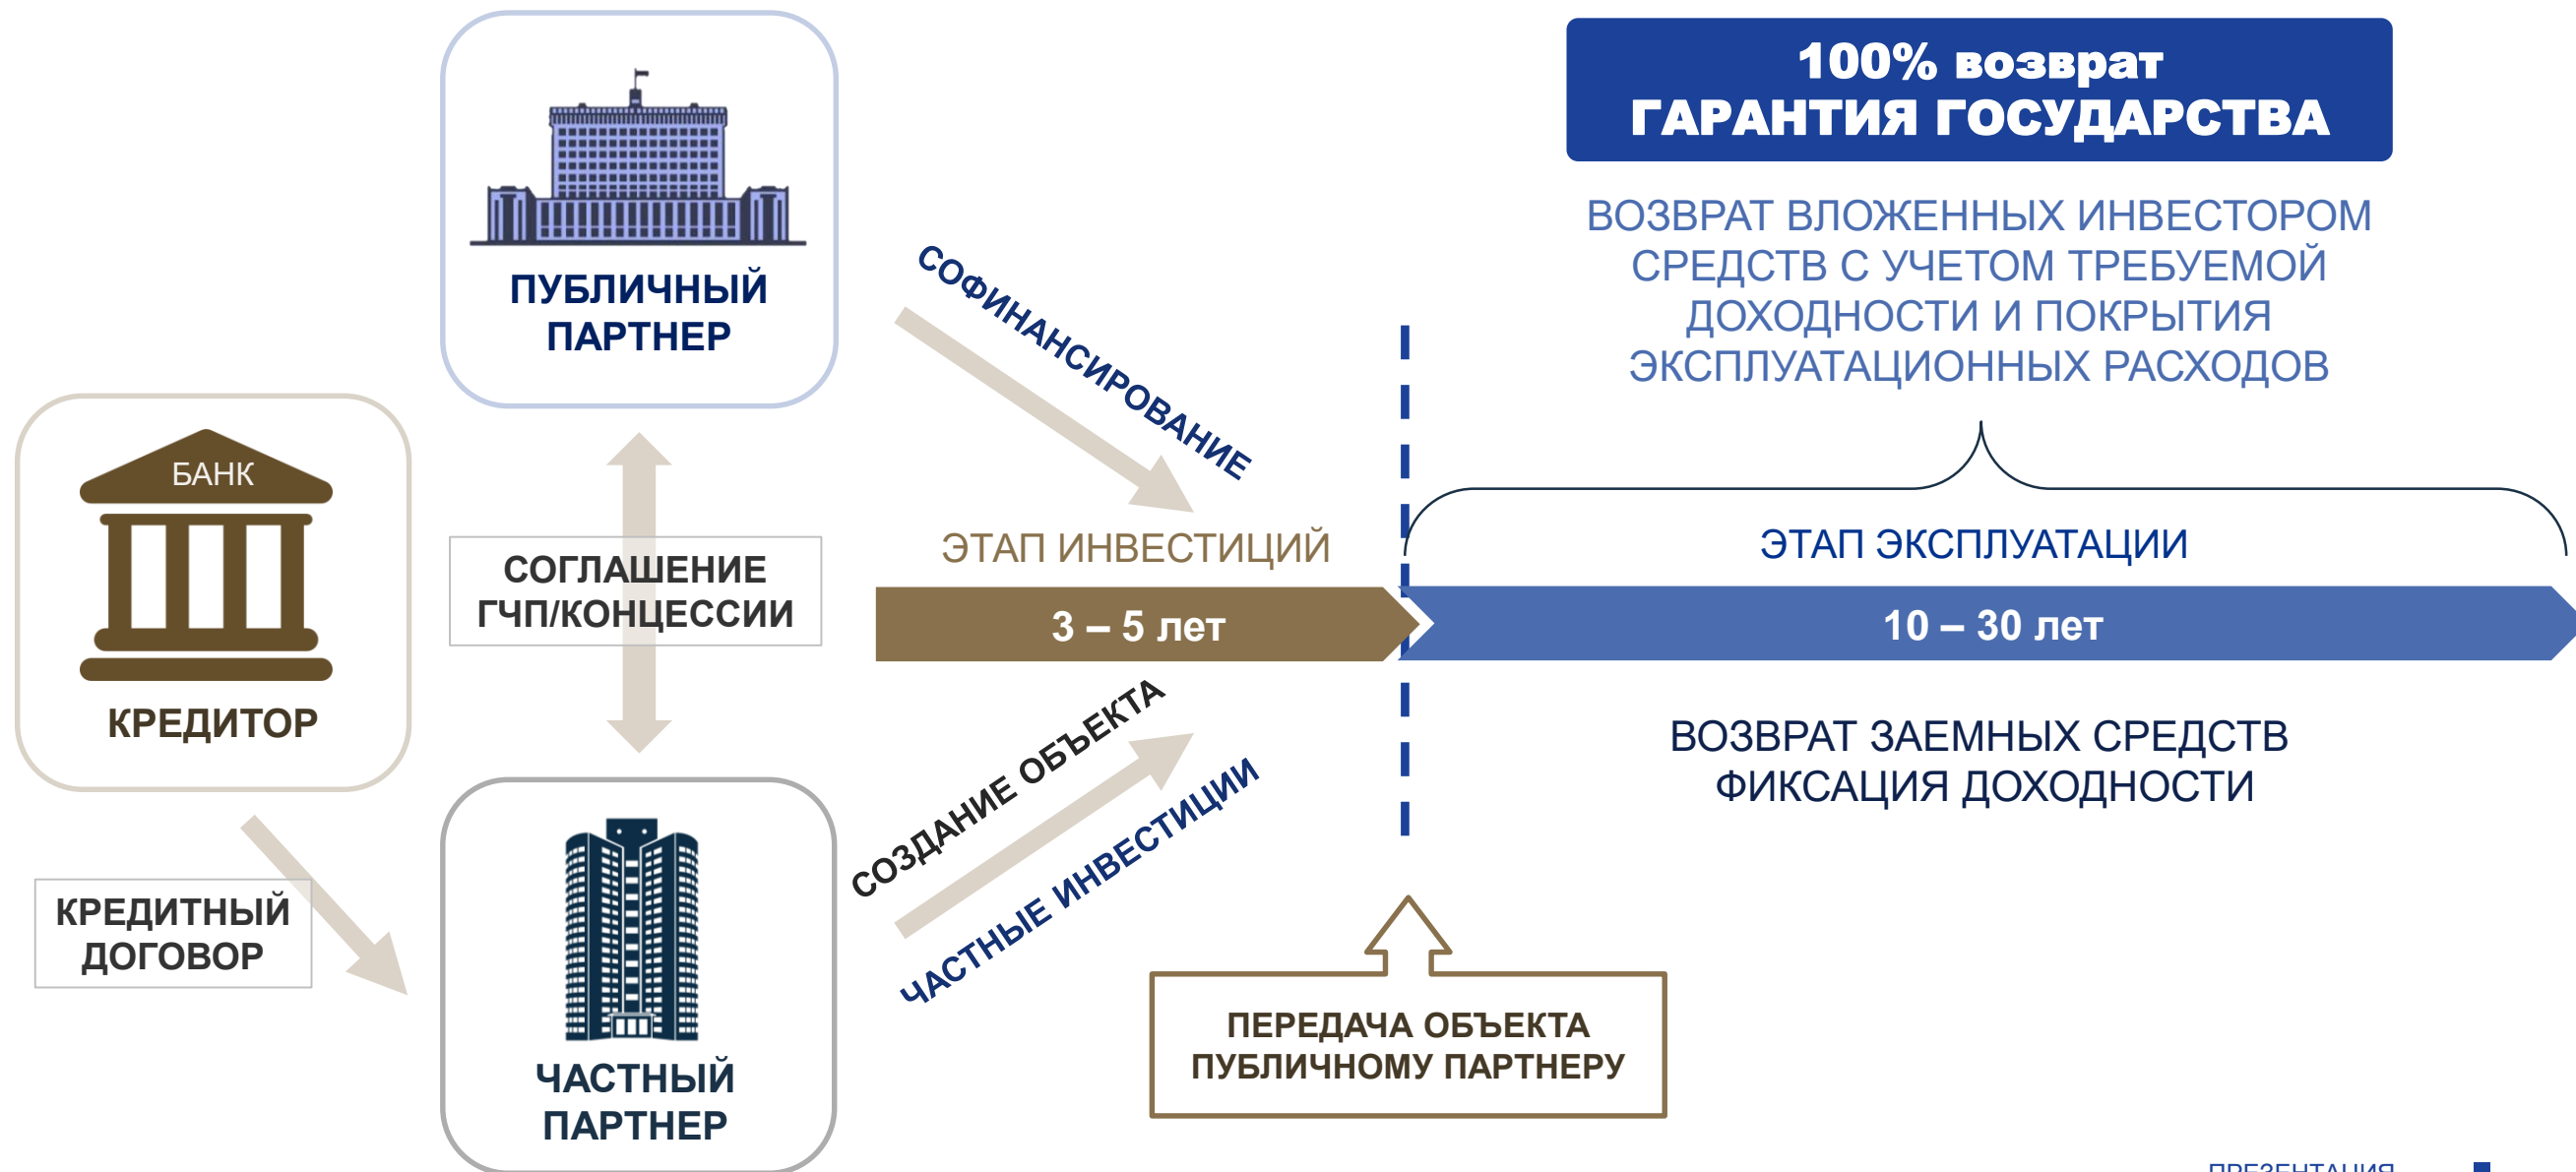 ПУБЛИЧНЫЙ
ПАРТНЕР
БАНК
КРЕДИТОР
СОГЛАШЕНИЕ
ГЧП/КОНЦЕССИИ
КРЕДИТНЫЙ
ДОГОВОР
ЧАСТНЫЙ
ПАРТНЕР
СОФИНАНСИРОВАНИЕ
ЭТАП ИНВЕСТИЦИЙ
3 – 5 лет
СОЗДАНИЕ ОБЪЕКТА
ЧАСТНЫЕ ИНВЕСТИЦИИ
ПЕРЕДАЧА ОБЪЕКТА
ПУБЛИЧНОМУ ПАРТНЕРУ
100% возврат
ГАРАНТИЯ ГОСУДАРСТВА
ВОЗВРАТ ВЛОЖЕННЫХ ИНВЕСТОРОМ
СРЕДСТВ С УЧЕТОМ ТРЕБУЕМОЙ
ДОХОДНОСТИ И ПОКРЫТИЯ
ЭКСПЛУАТАЦИОННЫХ РАСХОДОВ
ЭТАП ЭКСПЛУАТАЦИИ
10 – 30 лет
ВОЗВРАТ ЗАЕМНЫХ СРЕДСТВ
ФИКСАЦИЯ ДОХОДНОСТИ
ПРЕЗЕНТАЦИЯ